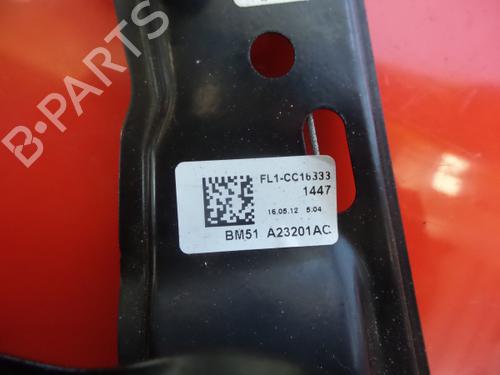 B-PARTS
FL1-CC16333
1447
16.05.12 5:04
BM51 A23201AC